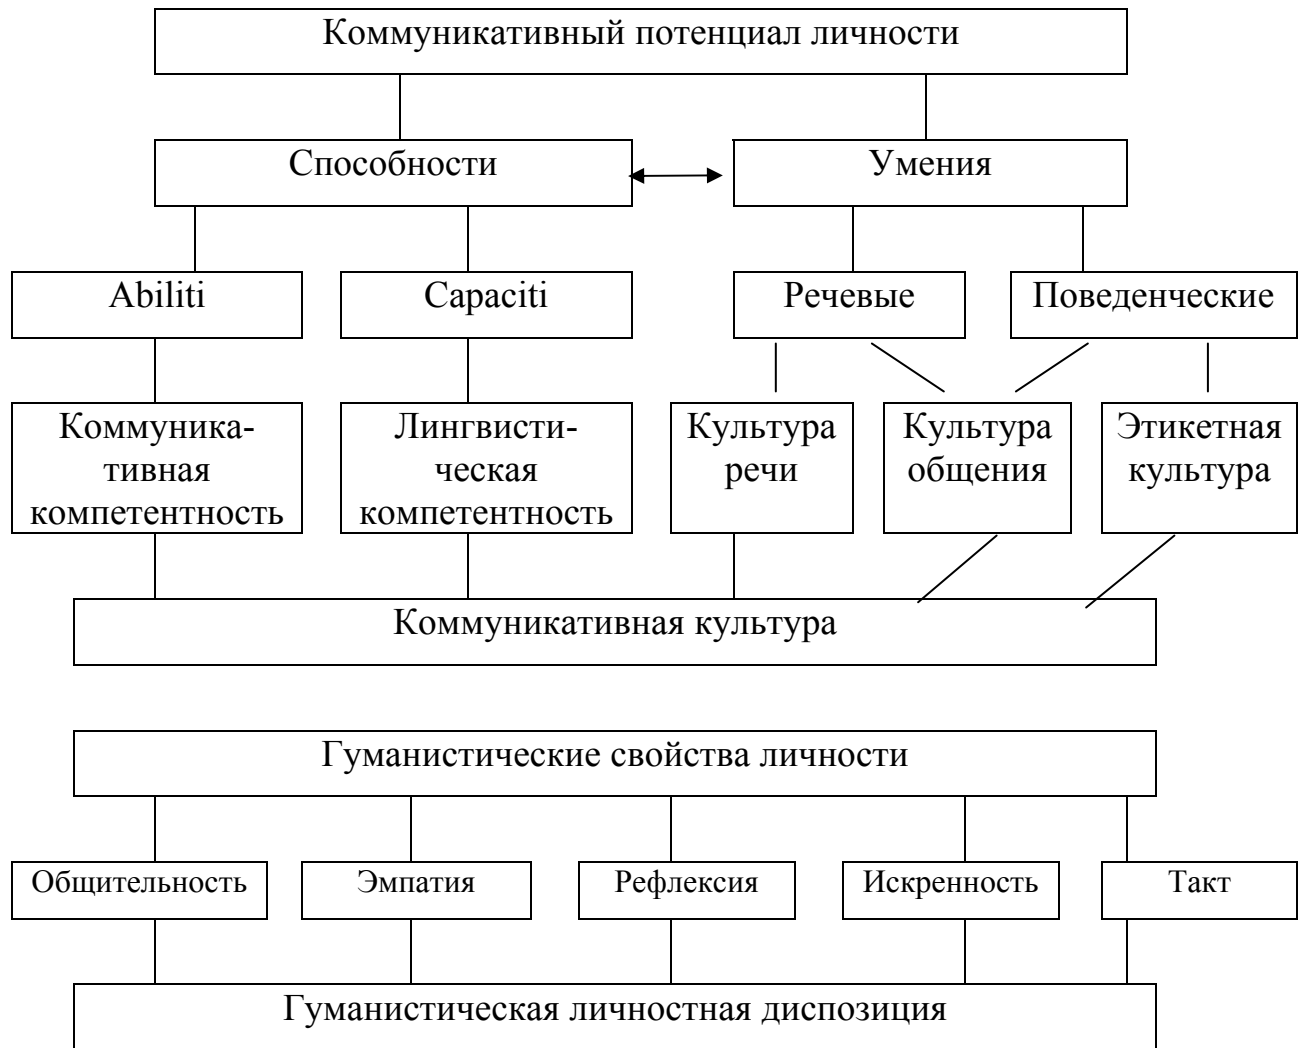 Коммуникативный потенциал личности
Способности
Умения
Abiliti
Capaciti
Речевые
Поведенческие
Коммуника-
тивная
компетентность
Лингвисти-
ческая
компетентность
Культура
речи
Культура
общения
Этикетная
культура
Коммуникативная культура
Гуманистические свойства личности
Общительность
Эмпатия
Рефлексия
Искренность
Такт
Гуманистическая личностная диспозиция